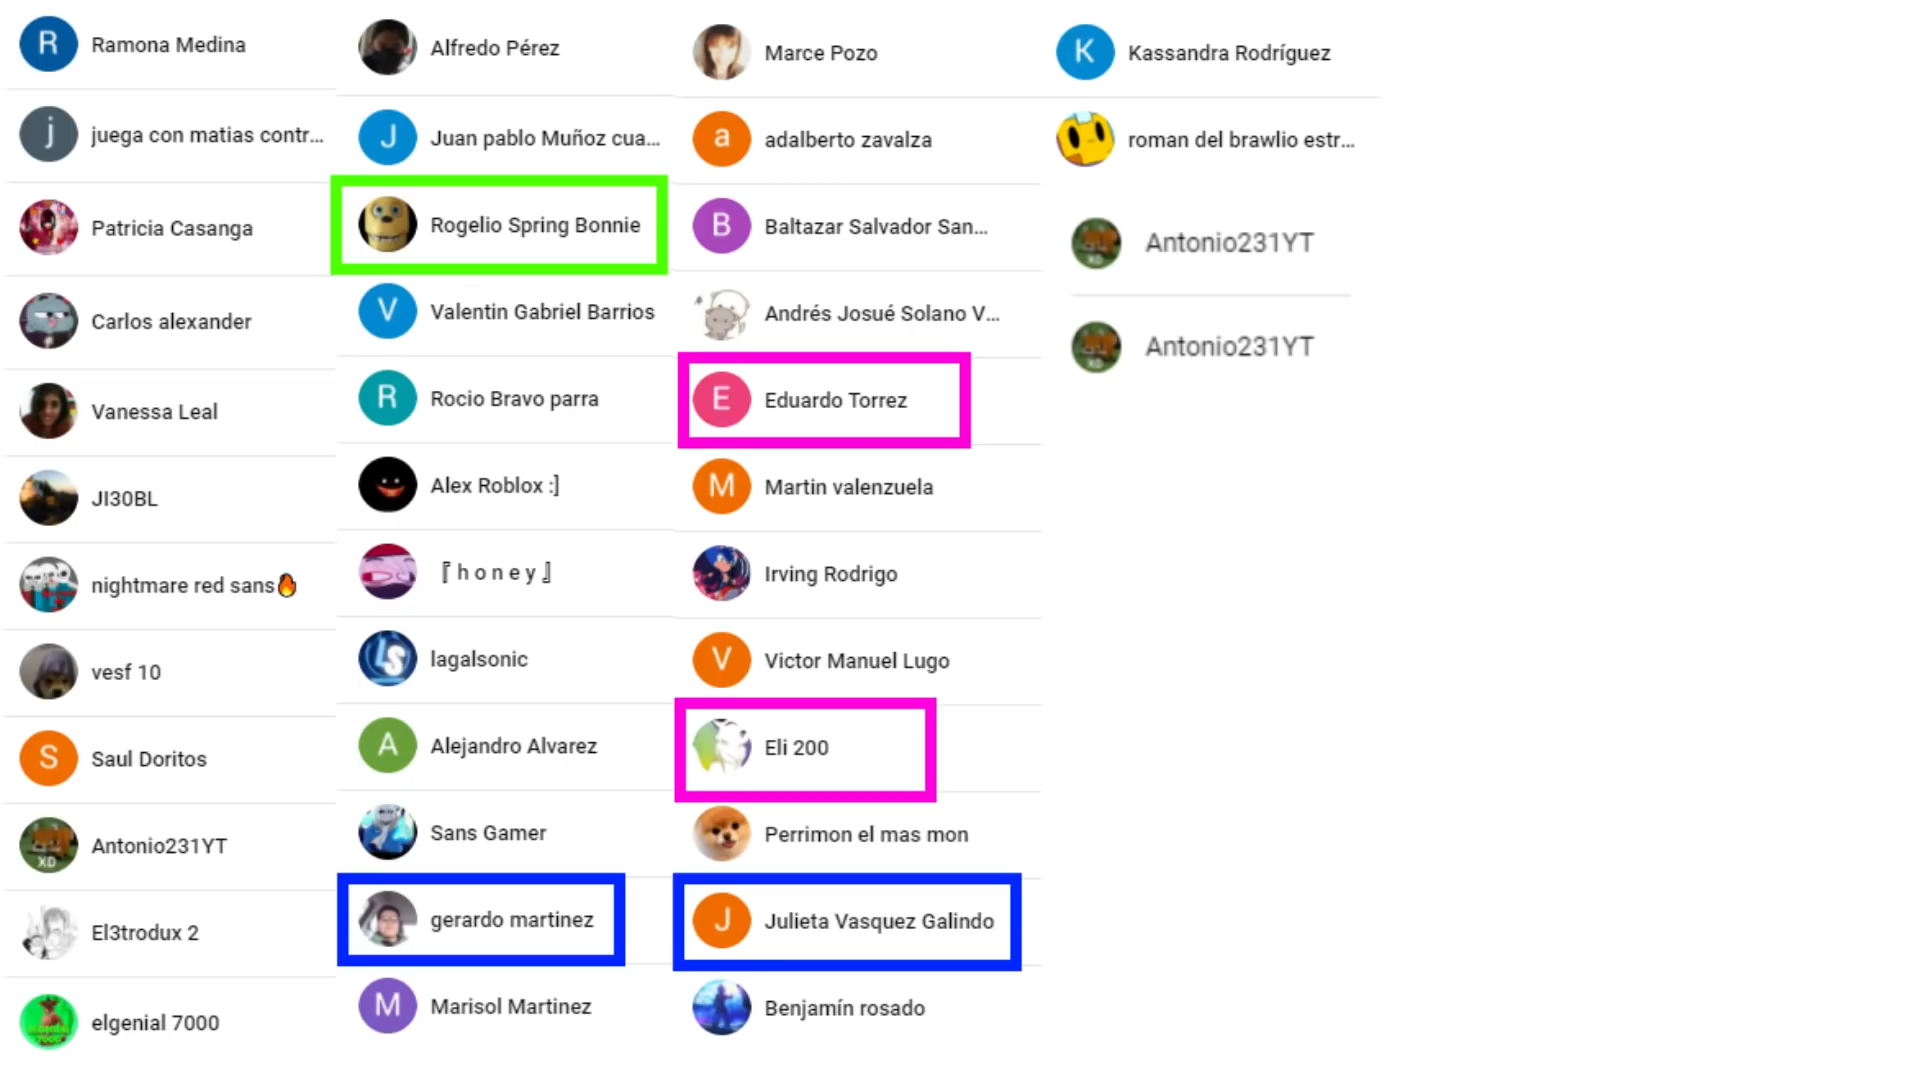 R Ramona Medina
j juega con matias contr...
Patricia Casanga
Carlos alexander
Vanessa Leal
JI30BL
nightmare red sans🔥
vesf 10
S Saul Doritos
XD Antonio231YT
El3trodux 2
elgenial 7000
Alfredo Pérez
J Juan pablo Muñoz cua...
Rogelio Spring Bonnie
V Valentin Gabriel Barrios
R Rocio Bravo parra
Alex Roblox :]
『h o n e y』
LS lagalsonic
A Alejandro Alvarez
Sans Gamer
gerardo martinez
M Marisol Martinez
Marce Pozo
a adalberto zavalza
B Baltazar Salvador San...
Andrés Josué Solano V...
E Eduardo Torrez
M Martin valenzuela
Irving Rodrigo
V Victor Manuel Lugo
Eli 200
Perrimon el mas mon
J Julieta Vasquez Galindo
Benjamín rosado
K Kassandra Rodríguez
roman del brawlio estr...
XD Antonio231YT
XD Antonio231YT